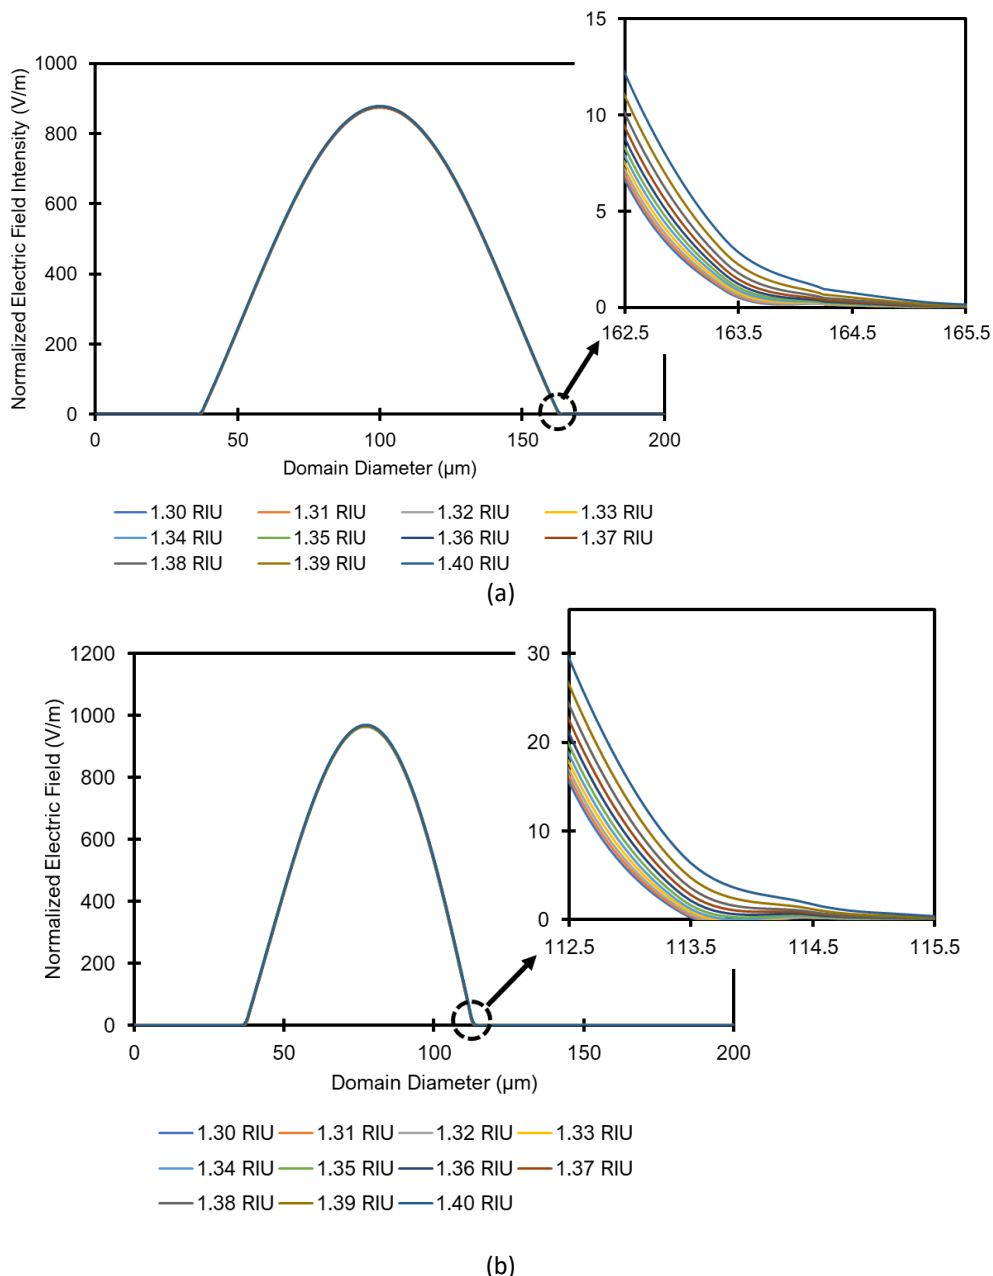 Normalized Electric Field Intensity (V/m)
1000
800
600
400
200
0
0 50 100 150 200
Domain Diameter (µm)
15
10
5
0
162.5 163.5 164.5 165.5
1.30 RIU 1.31 RIU 1.32 RIU 1.33 RIU
1.34 RIU 1.35 RIU 1.36 RIU 1.37 RIU
1.38 RIU 1.39 RIU 1.40 RIU
(a)
Normalized Electric Field (V/m)
1200
1000
800
600
400
200
0
0 50 100 150 200
Domain Diameter (µm)
30
20
10
0
112.5 113.5 114.5 115.5
1.30 RIU 1.31 RIU 1.32 RIU 1.33 RIU
1.34 RIU 1.35 RIU 1.36 RIU 1.37 RIU
1.38 RIU 1.39 RIU 1.40 RIU
(b)